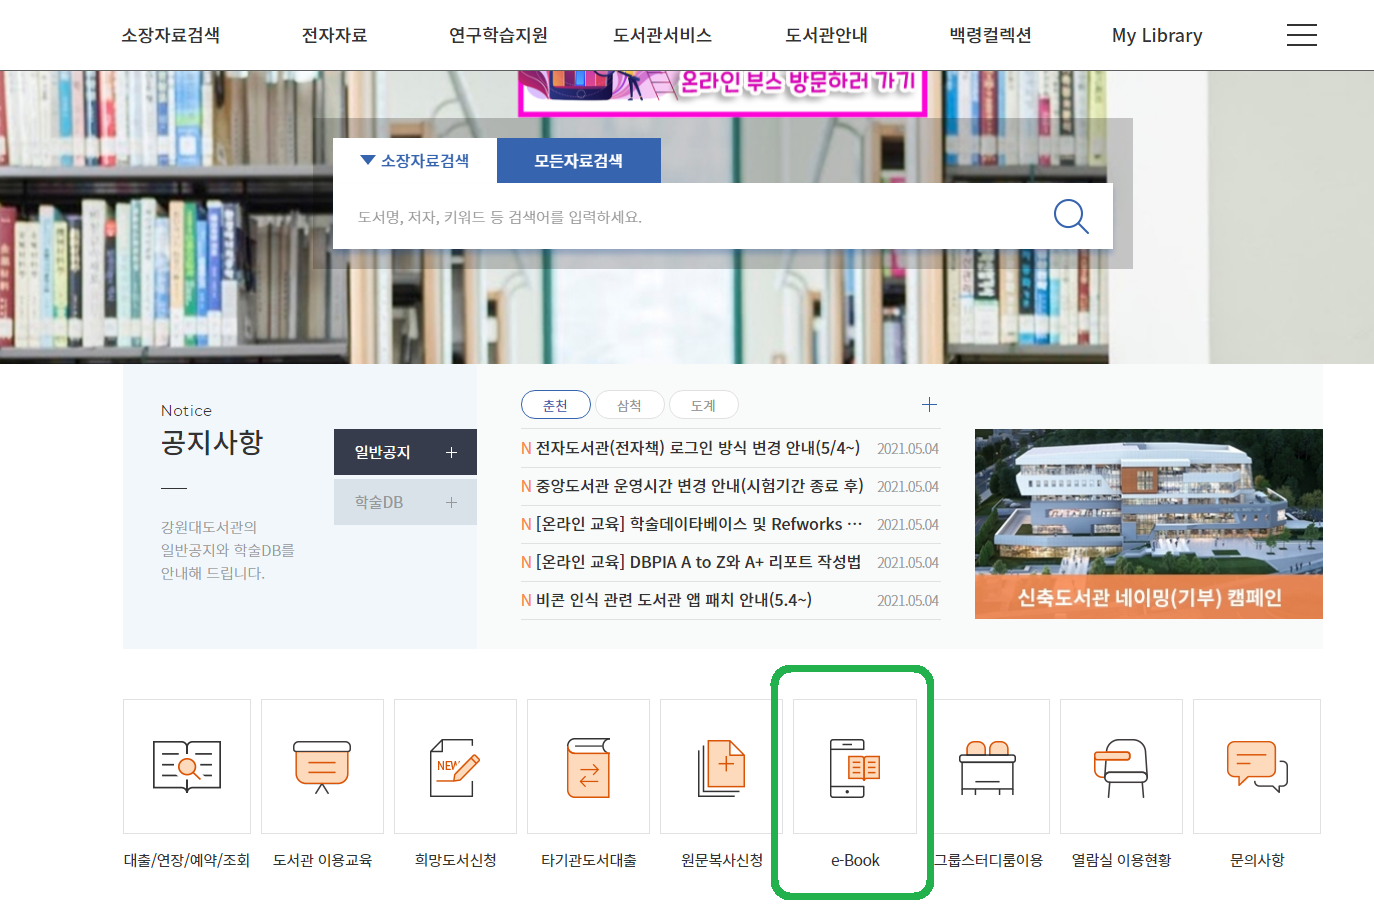 소장자료검색 전자자료 연구학습지원 도서관서비스 도서관안내 백령컬렉션 My Library
온라인 부스 방문하러 가기
소장자료검색 모든자료검색
도서명, 저자, 키워드 등 검색어를 입력하세요.
Notice
공지사항
강원대도서관의
일반공지와 학술DB를
안내해 드립니다.
일반공지
학술DB
춘천 삼척 도계
N 전자도서관(전자책) 로그인 방식 변경 안내(5/4~) 2021.05.04
N 중앙도서관 운영시간 변경 안내(시험기간 종료 후) 2021.05.04
N [온라인 교육] 학술데이타베이스 및 Refworks ··· 2021.05.04
N [온라인 교육] DBPIA A to Z와 A+ 리포트 작성법 2021.05.04
N 비콘 인식 관련 도서관 앱 패치 안내(5.4~) 2021.05.04
신축도서관 네이밍(기부) 캠페인
NEW
대출/연장/예약/조회 도서관 이용교육 희망도서신청 타기관도서대출 원문복사신청 e-Book 그룹스터디룸이용 열람실 이용현황 문의사항